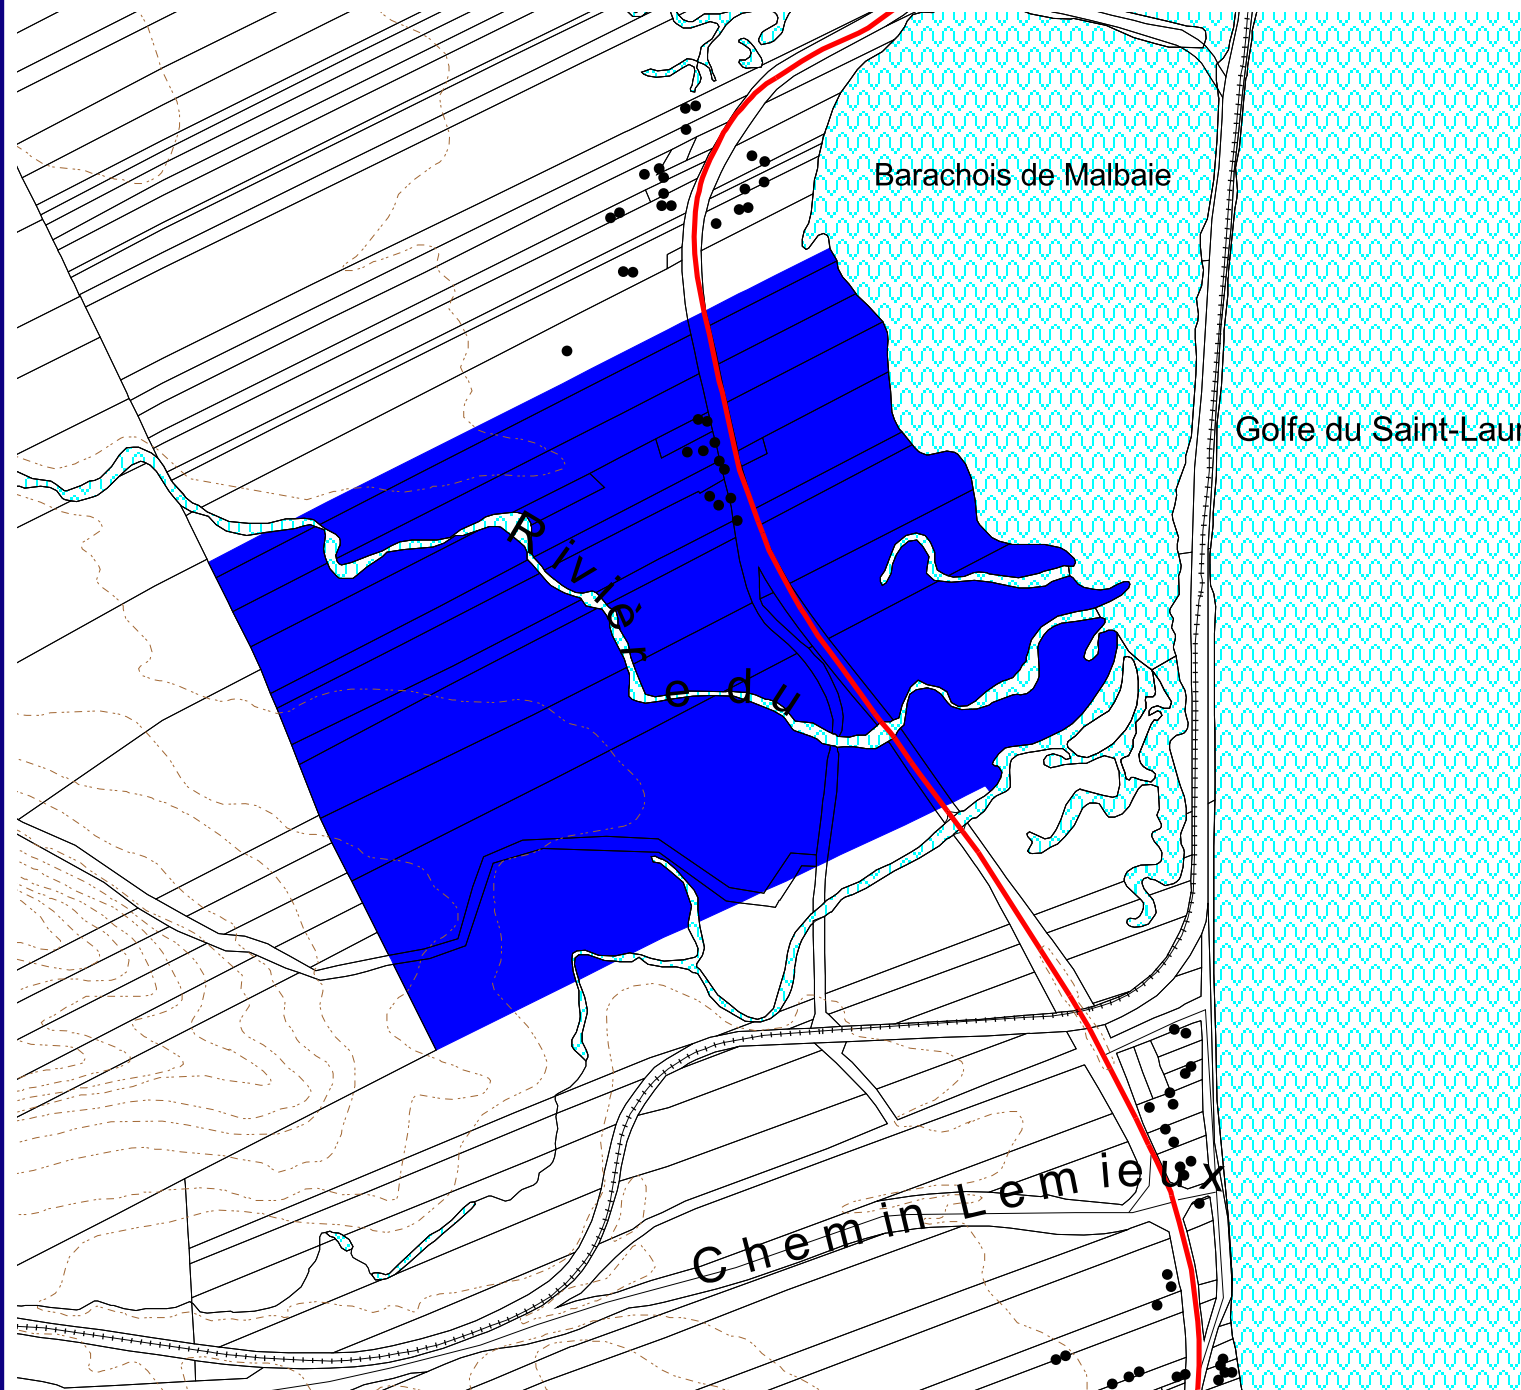 Barachois de Malbaie
Golfe du Saint-Laur
Rivière du
Chemin Lemieux